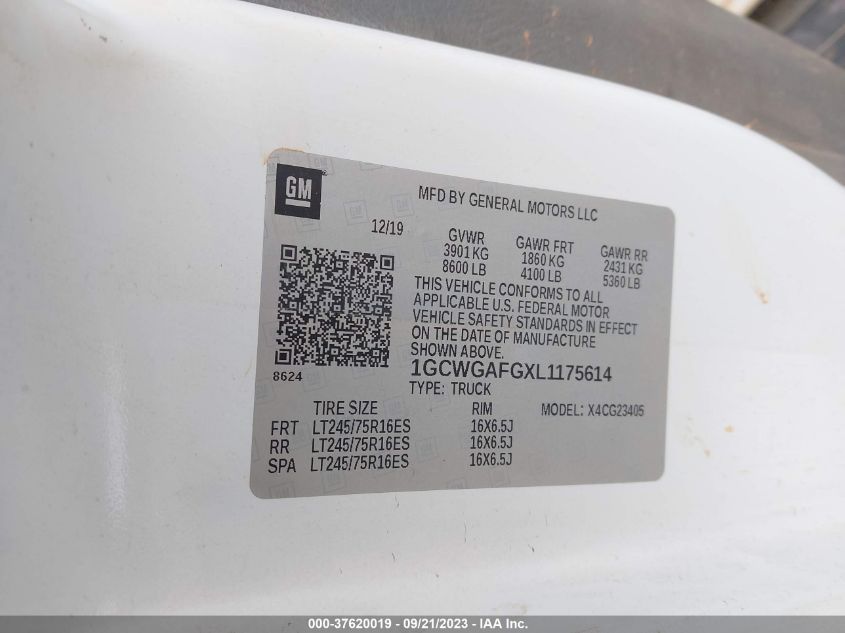 GM
MFD BY GENERAL MOTORS LLC
12/19
GVWR GAWR FRT GAWR RR
3901 KG 1860 KG 2431 KG
8600 LB 4100 LB 5360 LB
THIS VEHICLE CONFORMS TO ALL
APPLICABLE U.S. FEDERAL MOTOR
VEHICLE SAFETY STANDARDS IN EFFECT
ON THE DATE OF MANUFACTURE
SHOWN ABOVE.
8624
1GCWGAFGXL1175614
TYPE: TRUCK
TIRE SIZE RIM MODEL: X4CG23405
FRT LT245/75R16ES 16X6.5J
RR LT245/75R16ES 16X6.5J
SPA LT245/75R16ES 16X6.5J
000-37620019 - 09/21/2023 - IAA Inc.